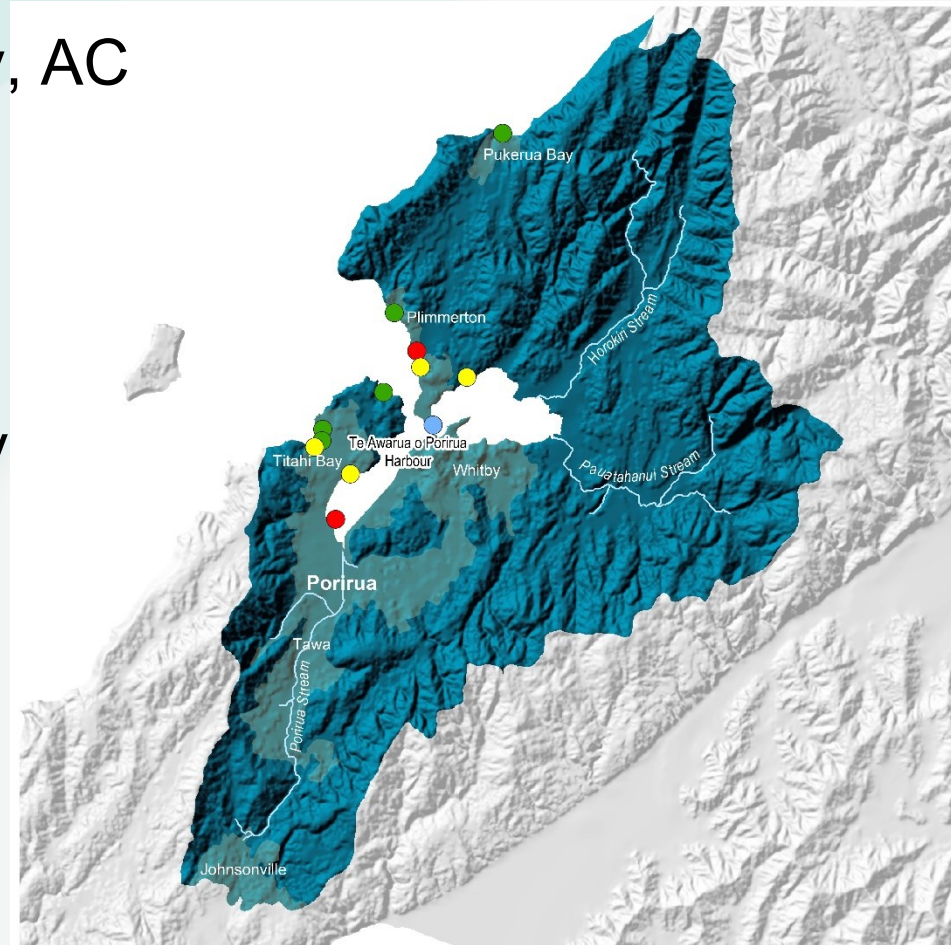 , AC
Pukerua Bay
Plimmerton
Horokiri Stream
Te Awarua o Porirua
Harbour
Titahi Bay
Whitby
Pauatahanui Stream
Porirua
Tawa
Porirua Stream
Johnsonville